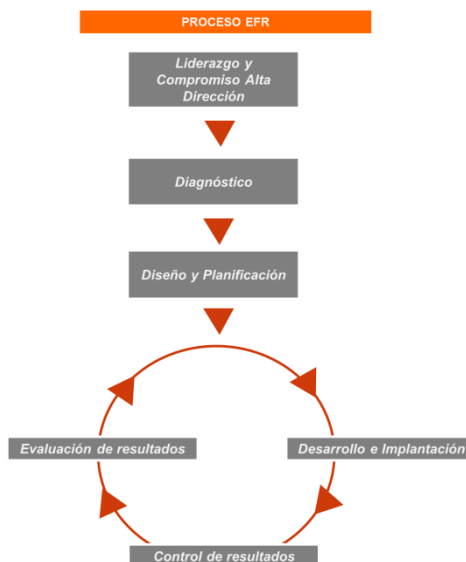 PROCESO EFR
Liderazgo y
Compromiso Alta
Dirección
Diagnóstico
Diseño y Planificación
Evaluación de resultados
Desarrollo e Implantación
Control de resultados